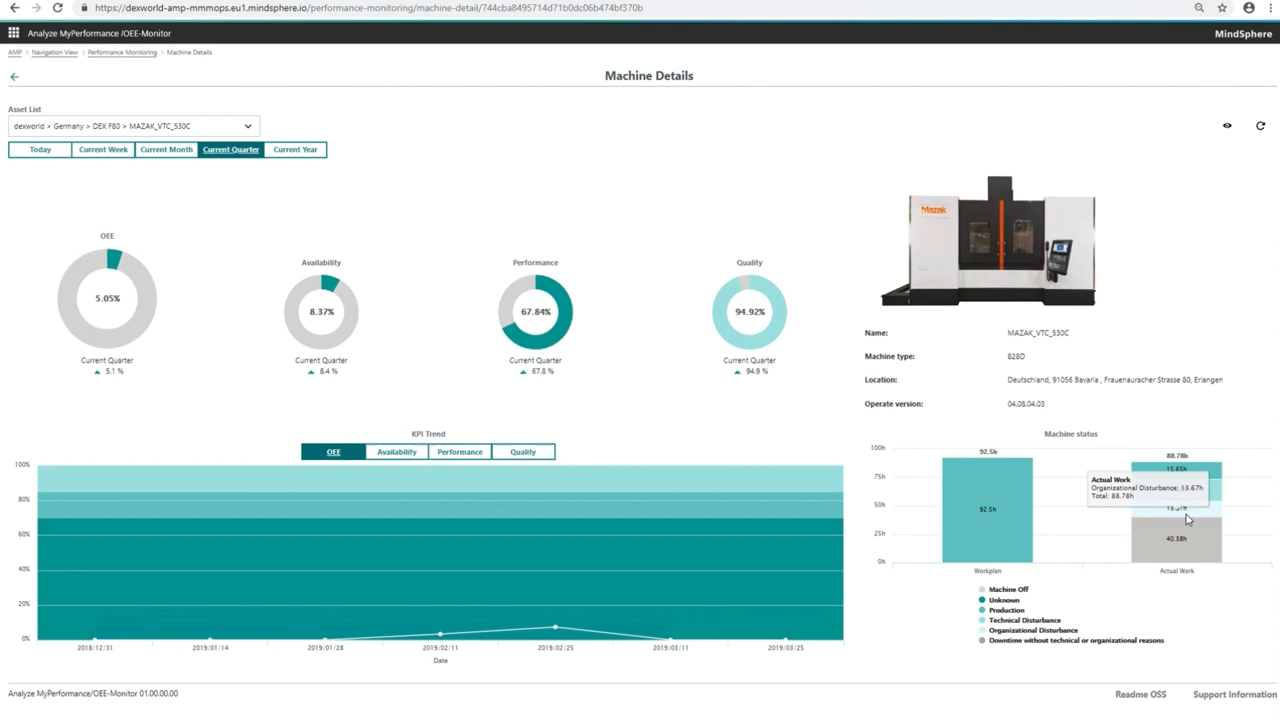 https://dexworld-amp-mmmops.eu1.mindsphere.io/performance-monitoring/machine-detail/744cba8495714d71b0dc06b474bf370b
Analyze MyPerformance /OEE-Monitor
MindSphere
AMP > Navigation View > Performance Monitoring > Machine Details
Machine Details
Asset List
dexworld > Germany > DEX F80 > MAZAK_VTC_530C
Today
Current Week
Current Month
Current Quarter
Current Year
OEE
5.05%
Current Quarter
5.1 %
Availability
8.37%
Current Quarter
8.4 %
Performance
67.84%
Current Quarter
67.8 %
Quality
94.92%
Current Quarter
94.9 %
Mazak
Name: MAZAK_VTC_530C
Machine type: 828D
Location: Deutschland, 91056 Bavaria , Frauenauracher Strasse 80, Erlangen
Operate version: 04.08.04.03
KPI Trend
OEE
Availability
Performance
Quality
100%
80%
60%
40%
20%
0%
2018/12/31
2019/01/14
2019/01/28
2019/02/11
2019/02/25
2019/03/11
2019/03/25
Date
Machine status
100h
75h
50h
25h
0h
92.5h
92.5h
Workplan
88.78h
15.65h
Actual Work
Organizational Disturbance: 13.67h
Total: 88.78h
40.38h
Actual Work
Machine Off
Unknown
Production
Technical Disturbance
Organizational Disturbance
Downtime without technical or organizational reasons
Analyze MyPerformance/OEE-Monitor 01.00.00.00
Readme OSS
Support Information